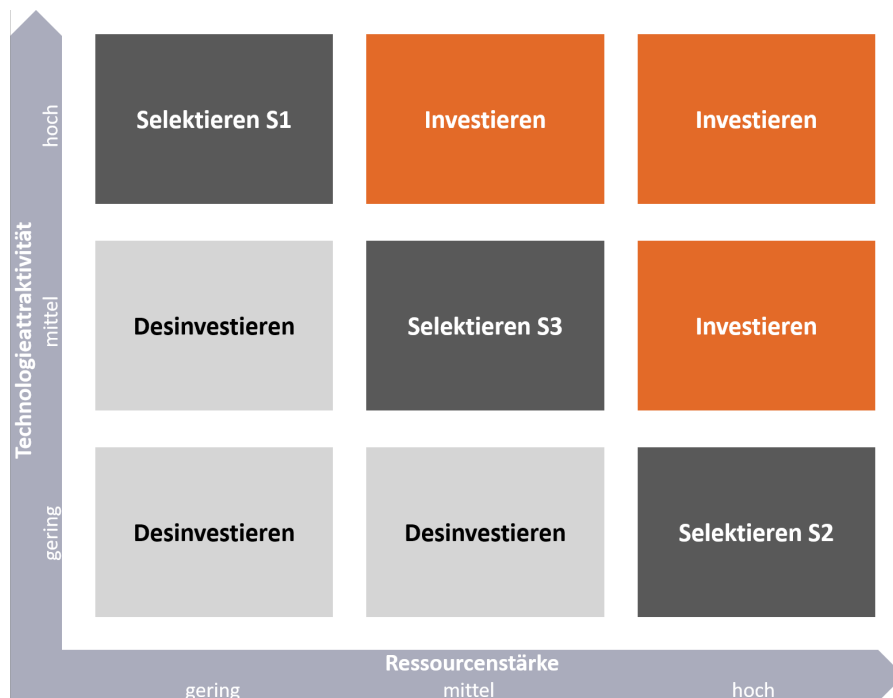 Technologieattraktivität
hoch
Selektieren S1
Investieren
Investieren
mittel
Desinvestieren
Selektieren S3
Investieren
gering
Desinvestieren
Desinvestieren
Selektieren S2
Ressourcenstärke
gering
mittel
hoch